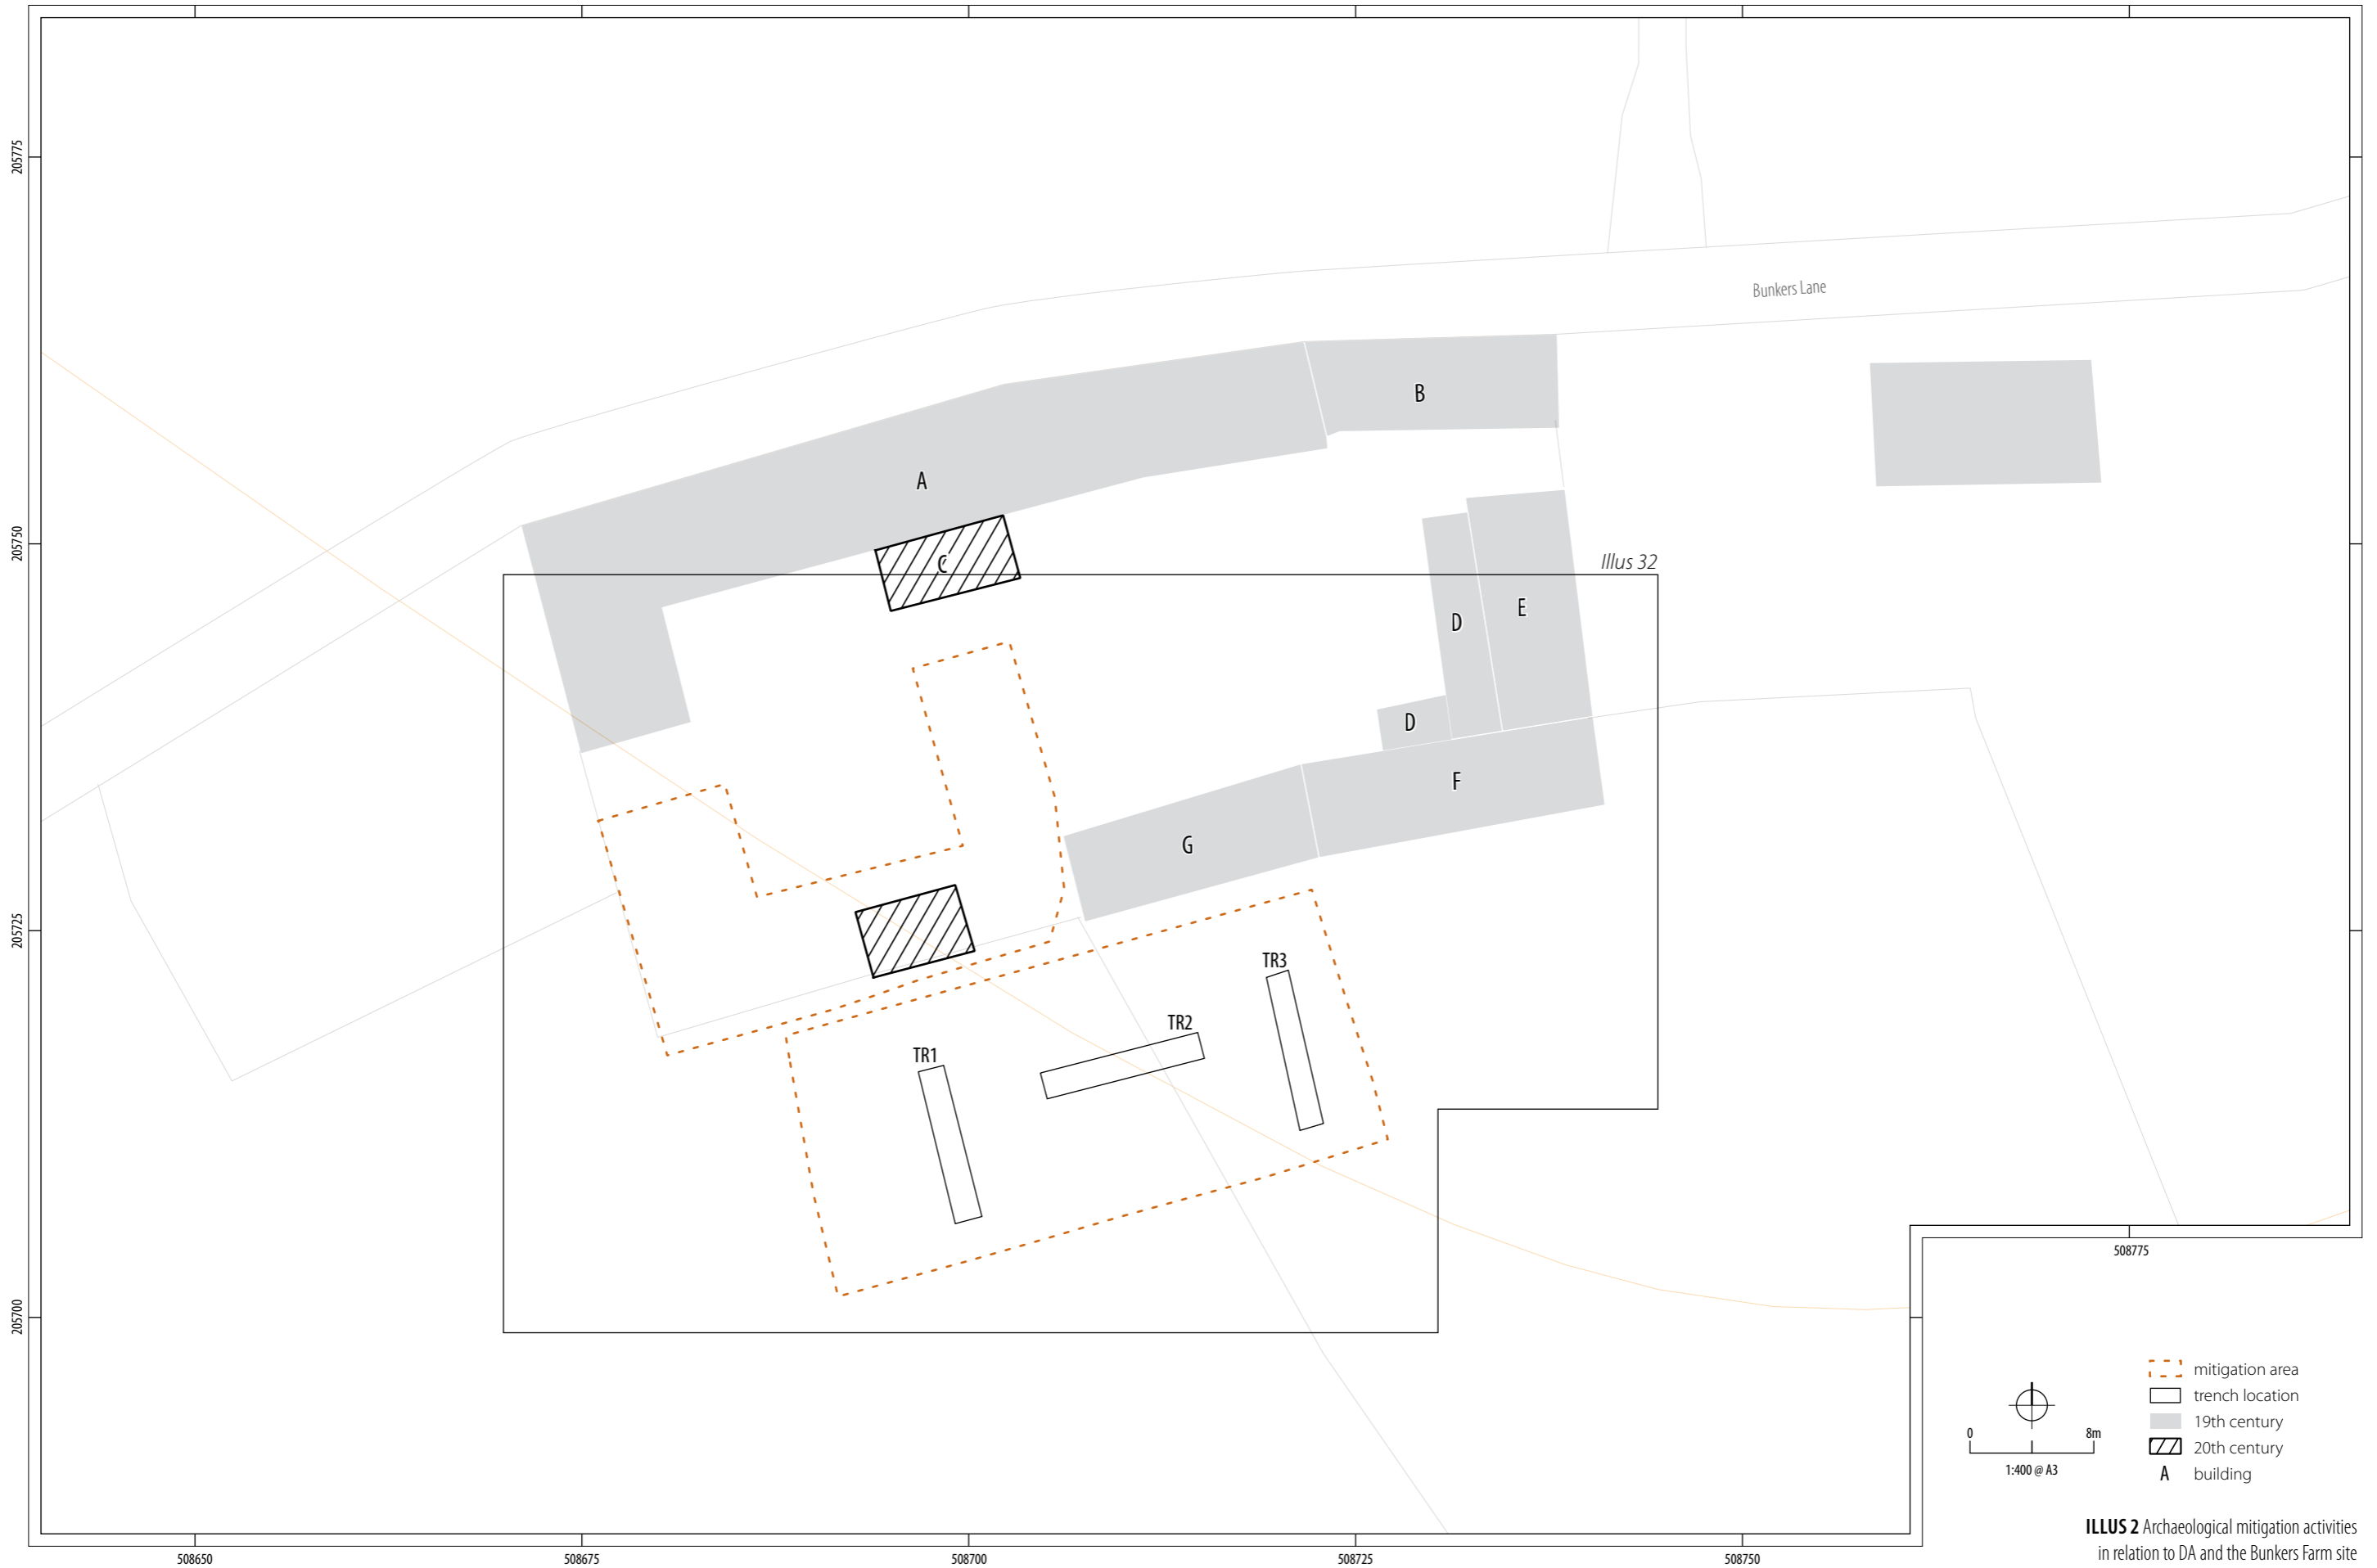 205775
Bunkers Lane
B
A
205750
C
Illus 32
E
D
D
F
G
205725
TR3
TR2
TR1
508775
205700
mitigation area
trench location
0
8m
19th century
20th century
1:400 @ A3
A
building
ILLUS 2 Archaeological mitigation activities
in relation to DA and the Bunkers Farm site
508650
508675
508700
508725
508750